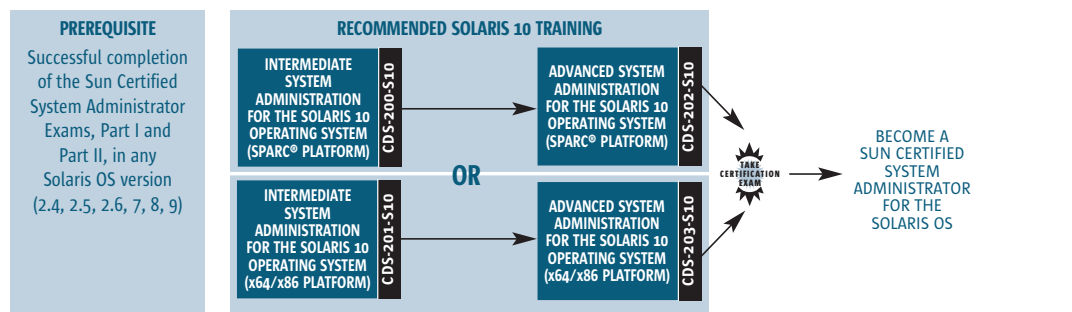 PREREQUISITE
Successful completion
of the Sun Certified
System Administrator
Exams, Part I and
Part II, in any
Solaris OS version
(2.4, 2.5, 2.6, 7, 8, 9)
RECOMMENDED SOLARIS 10 TRAINING
INTERMEDIATE
SYSTEM
ADMINISTRATION
FOR THE SOLARIS 10
OPERATING SYSTEM
(SPARC® PLATFORM)
CDS-200-S10
ADVANCED SYSTEM
ADMINISTRATION
FOR THE SOLARIS 10
OPERATING SYSTEM
(SPARC® PLATFORM)
CDS-202-S10
OR
INTERMEDIATE
SYSTEM
ADMINISTRATION
FOR THE SOLARIS 10
OPERATING SYSTEM
(x64/x86 PLATFORM)
CDS-201-S10
ADVANCED SYSTEM
ADMINISTRATION
FOR THE SOLARIS 10
OPERATING SYSTEM
(x64/x86 PLATFORM)
CDS-203-S10
TAKE
CERTIFICATION
EXAM
BECOME A
SUN CERTIFIED
SYSTEM
ADMINISTRATOR
FOR THE
SOLARIS OS